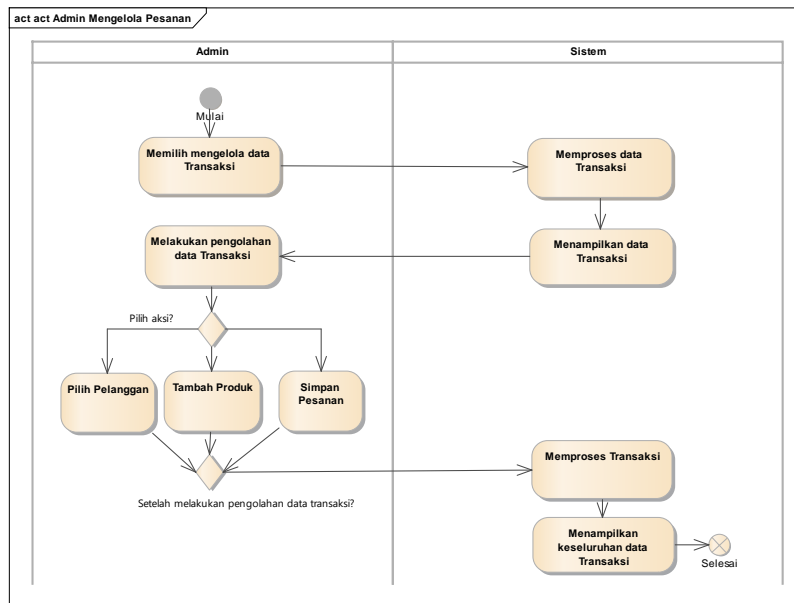 act act Admin Mengelola Pesanan
Admin
Sistem
Mulai
Memilih mengelola data
Transaksi
Memproses data
Transaksi
Melakukan pengolahan
data Transaksi
Menampilkan data
Transaksi
Pilih aksi?
Pilih Pelanggan
Tambah Produk
Simpan
Pesanan
Memproses Transaksi
Setelah melakukan pengolahan data transaksi?
Menampilkan
keseluruhan data
Transaksi
Selesai